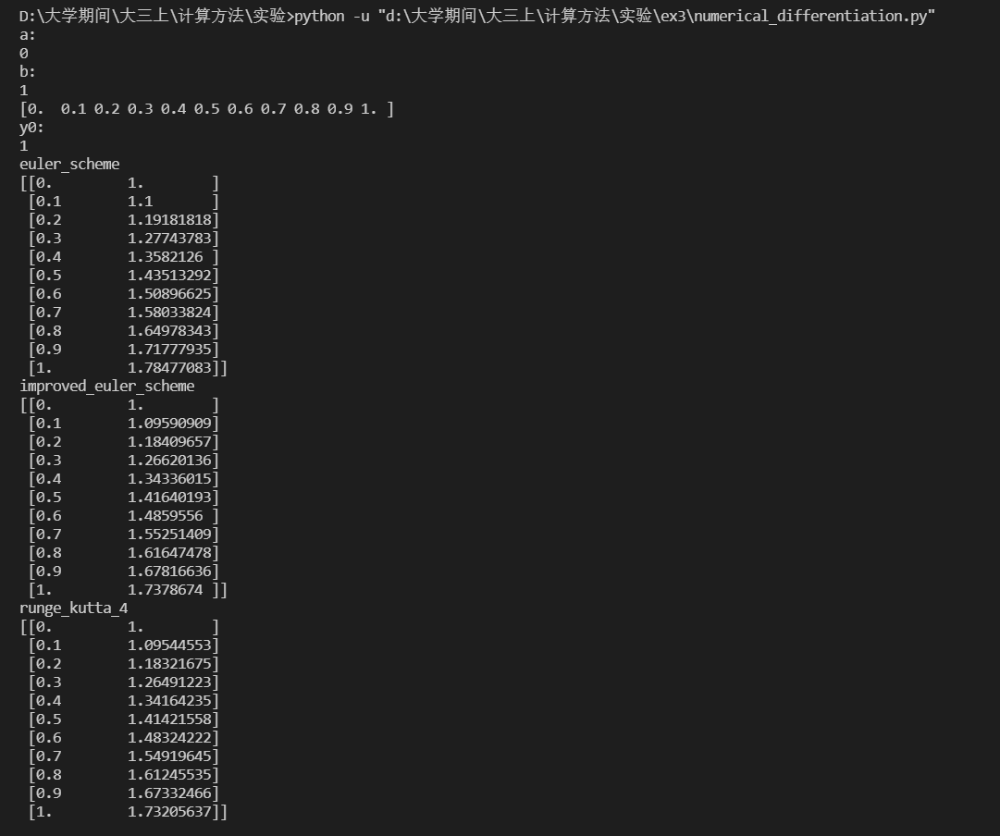 D:\大学期间\大三上\计算方法\实验>python -u "d:\大学期间\大三上\计算方法\实验\ex3\numerical_differentiation.py"
a:
0
b:
1
[0.  0.1 0.2 0.3 0.4 0.5 0.6 0.7 0.8 0.9 1. ]
y0:
1
euler_scheme
[[0.         1.        ]
 [0.1        1.1       ]
 [0.2        1.19181818]
 [0.3        1.27743783]
 [0.4        1.3582126 ]
 [0.5        1.43513292]
 [0.6        1.50896625]
 [0.7        1.58033824]
 [0.8        1.64978343]
 [0.9        1.71777935]
 [1.         1.78477083]]
improved_euler_scheme
[[0.         1.        ]
 [0.1        1.09590909]
 [0.2        1.18409657]
 [0.3        1.26620136]
 [0.4        1.34336015]
 [0.5        1.41640193]
 [0.6        1.4859556 ]
 [0.7        1.55251409]
 [0.8        1.61647478]
 [0.9        1.67816636]
 [1.         1.7378674 ]]
runge_kutta_4
[[0.         1.        ]
 [0.1        1.09544553]
 [0.2        1.18321675]
 [0.3        1.26491223]
 [0.4        1.34164235]
 [0.5        1.41421558]
 [0.6        1.48324222]
 [0.7        1.54919645]
 [0.8        1.61245535]
 [0.9        1.67332466]
 [1.         1.73205637]]